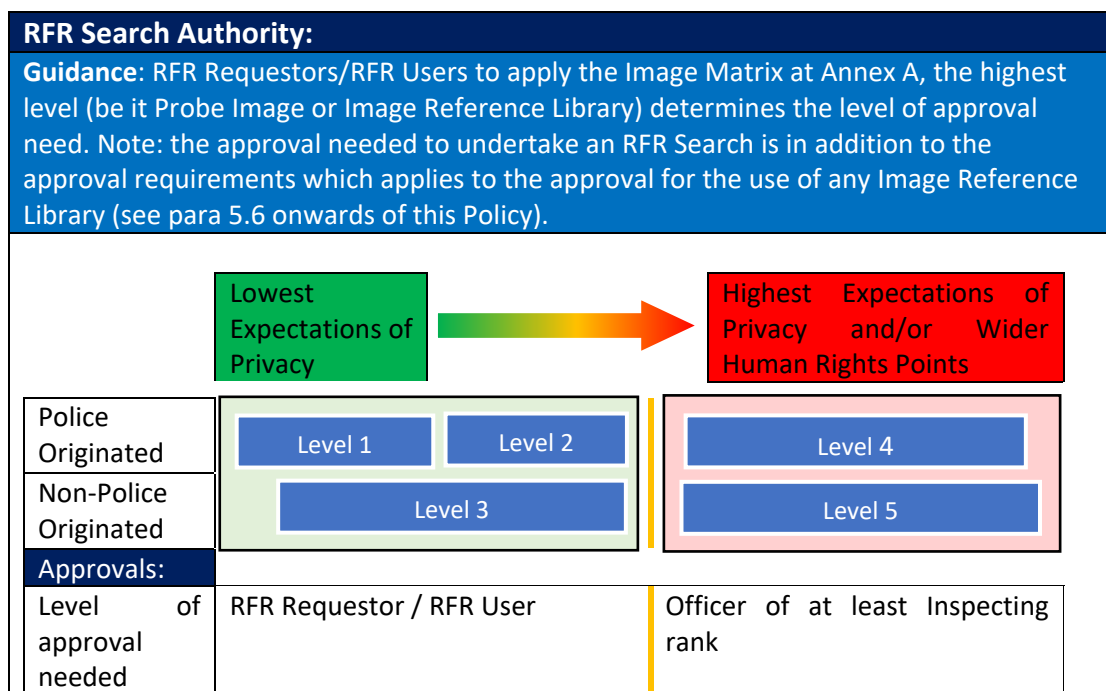 RFR Search Authority:
Guidance: RFR Requestors/RFR Users to apply the Image Matrix at Annex A, the highest
level (be it Probe Image or Image Reference Library) determines the level of approval
need. Note: the approval needed to undertake an RFR Search is in addition to the
approval requirements which applies to the approval for the use of any Image Reference
Library (see para 5.6 onwards of this Policy).
Lowest
Expectations of
Privacy
Highest Expectations of
Privacy and/or Wider
Human Rights Points
Police
Originated
Level 1
Level 2
Level 4
Non-Police
Originated
Level 3
Level 5
Approvals:
Level of
approval
needed
RFR Requestor / RFR User
Officer of at least Inspecting
rank